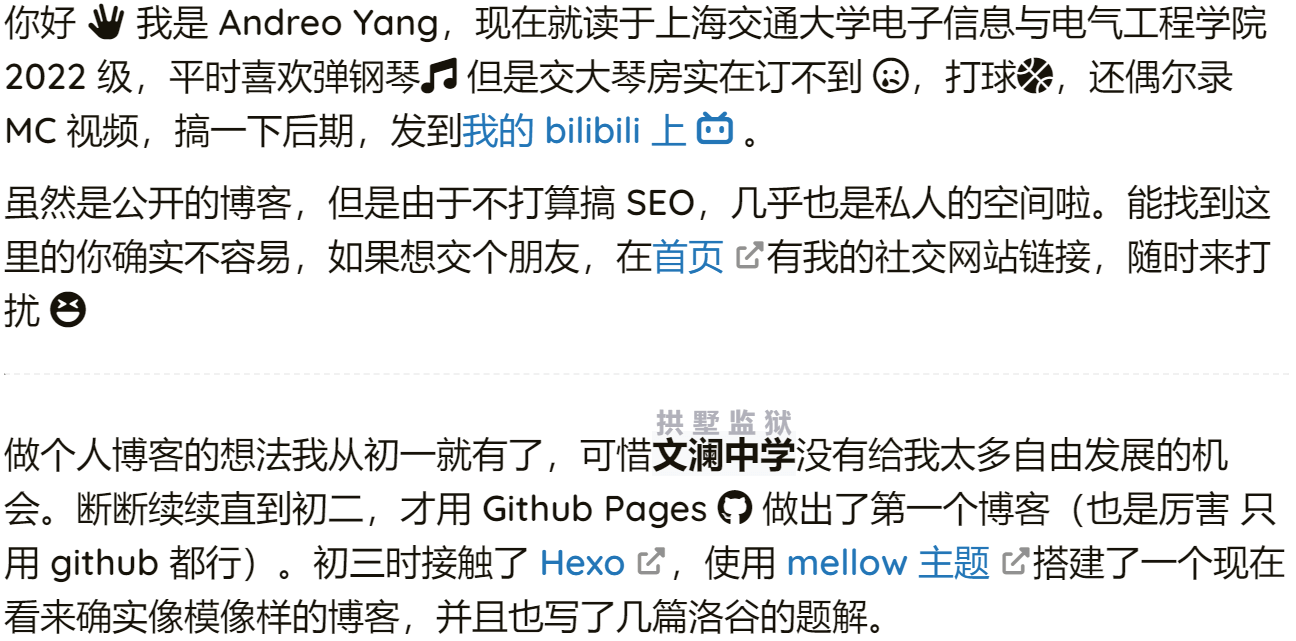 你好 👋 我是 Andreo Yang，现在就读于上海交通大学电子信息与电气工程学院
2022 级，平时喜欢弹钢琴🎵 但是交大琴房实在订不到 😥，打球🏀，还偶尔录
MC 视频，搞一下后期，发到我的 bilibili 上 。
虽然是公开的博客，但是由于不打算搞 SEO，几乎也是私人的空间啦。能找到这
里的你确实不容易，如果想交个朋友，在首页 有我的社交网站链接，随时来打
扰 😆
拱墅监狱
做个人博客的想法我从初一就有了，可惜文澜中学没有给我太多自由发展的机
会。断断续续直到初二，才用 Github Pages 做出了第一个博客（也是厉害 只
用 github 都行）。初三时接触了 Hexo ，使用 mellow 主题 搭建了一个现在
看来确实像模像样的博客，并且也写了几篇洛谷的题解。